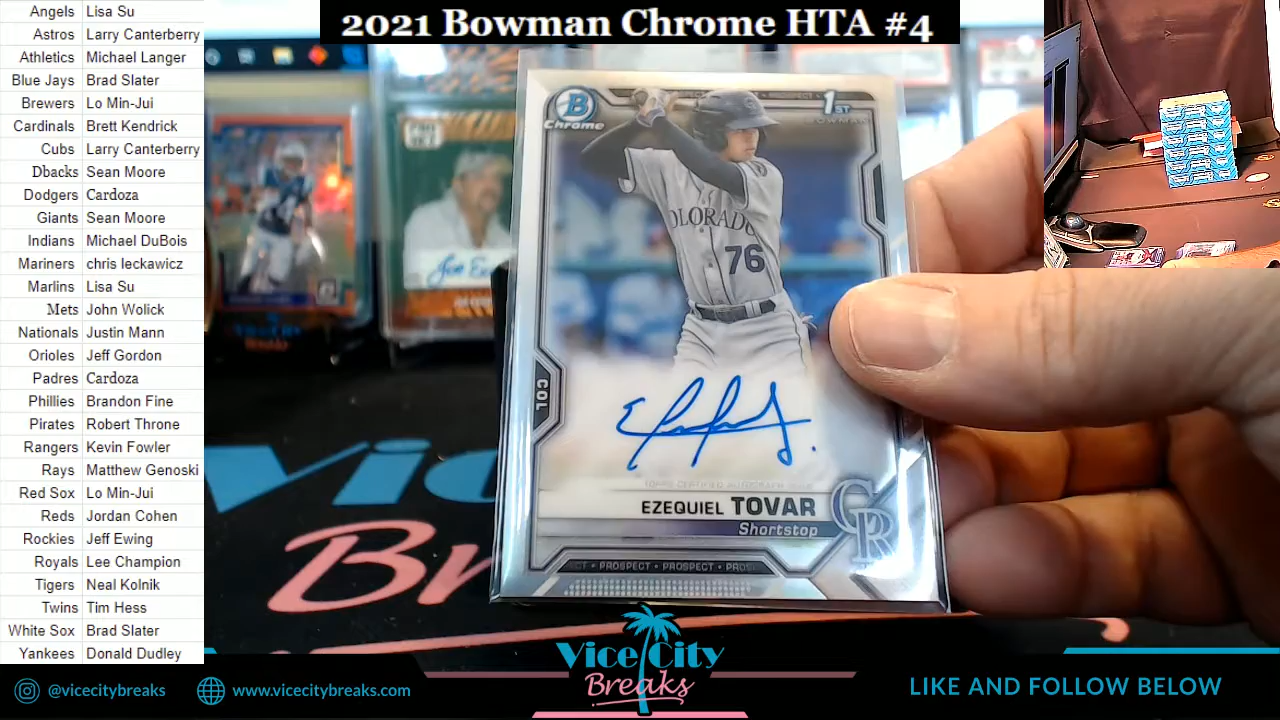 2021 Bowman Chrome HTA #4
Angels Lisa Su
Astros Larry Canterberry
Athletics Michael Langer
Blue Jays Brad Slater
Brewers Lo Min-Jui
Cardinals Brett Kendrick
Cubs Larry Canterberry
Dbacks Sean Moore
Dodgers Cardoza
Giants Sean Moore
Indians Michael DuBois
Mariners chris leckawicz
Marlins Lisa Su
Mets John Wolick
Nationals Justin Mann
Orioles Jeff Gordon
Padres Cardoza
Phillies Brandon Fine
Pirates Robert Throne
Rangers Kevin Fowler
Rays Matthew Genoski
Red Sox Lo Min-Jui
Reds Jordan Cohen
Rockies Jeff Ewing
Royals Lee Champion
Tigers Neal Kolnik
Twins Tim Hess
White Sox Brad Slater
Yankees Donald Dudley
B
Chrome
1ST
BOWMAN
COLORADO
76
COL
TOPPS CERTIFIED AUTOGRAPH ISSUE
EZEQUIEL TOVAR
Shortstop
CR
PROSPECT • PROSPECT
Vice City
Breaks
@vicecitybreaks
www.vicecitybreaks.com
LIKE AND FOLLOW BELOW